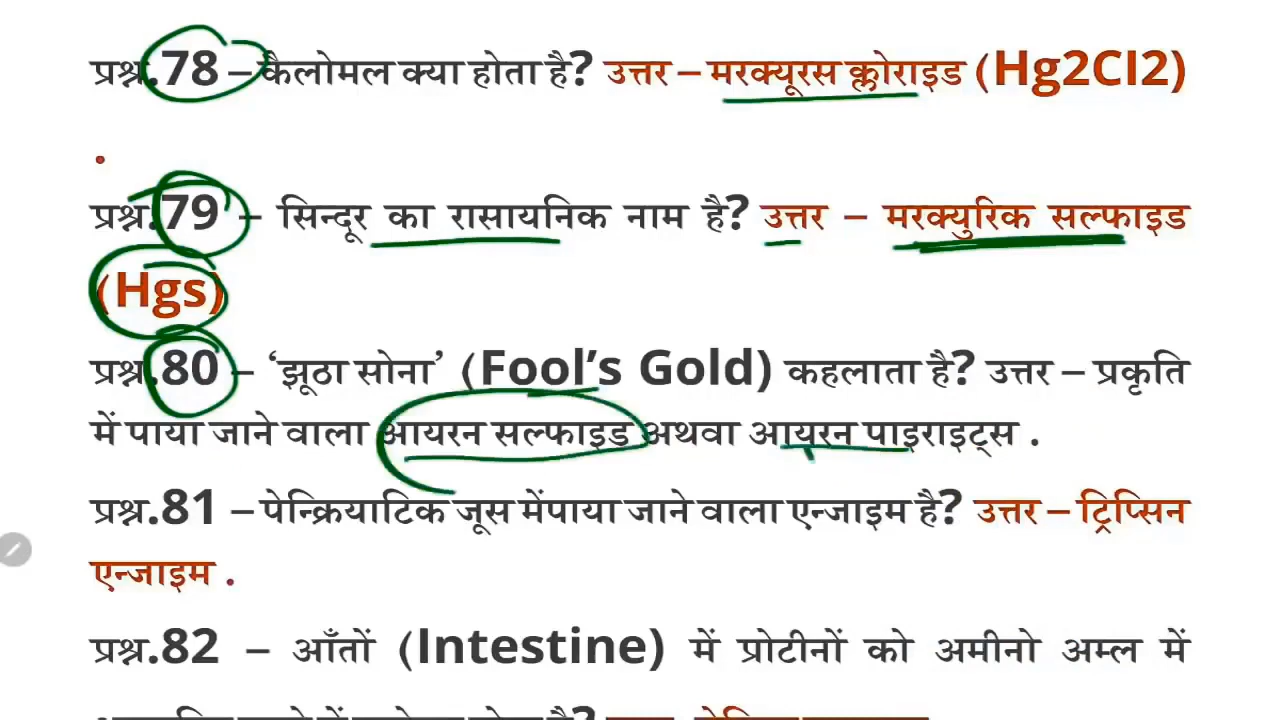 प्रश्न.78 – कैलोमल क्या होता है? उत्तर – मरक्यूरस क्लोराइड (Hg2Cl2)
.
प्रश्न.79 – सिन्दूर का रासायनिक नाम है? उत्तर – मरक्युरिक सल्फाइड
(Hgs)
प्रश्न.80 – ‘झूठा सोना’ (Fool’s Gold) कहलाता है? उत्तर – प्रकृति
में पाया जाने वाला आयरन सल्फाइड अथवा आयरन पाइराइट्स .
प्रश्न.81 – पेन्क्रियाटिक जूस मेंपाया जाने वाला एन्जाइम है? उत्तर – ट्रिप्सिन
एन्जाइम .
प्रश्न.82 – आँतों (Intestine) में प्रोटीनों को अमीनो अम्ल में